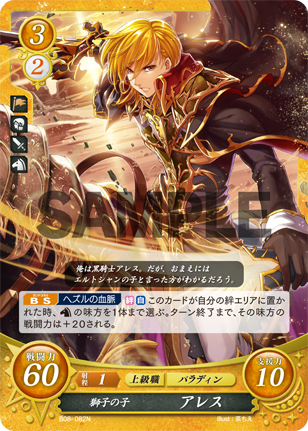 3
2
SAMPLE
俺は黒騎士アレス。だが、おまえには
エルトシャンの子と言った方がわかるだろう。
BS ヘズルの血脈 絆 自 このカードが自分の絆エリアに置か
れた時、の味方を1体まで選ぶ。ターン終了まで、その味方の
戦闘力は+20される。
戦闘力
60
射程 1 上級職 パラディン
支援力
10
獅子の子 アレス
B08-082N